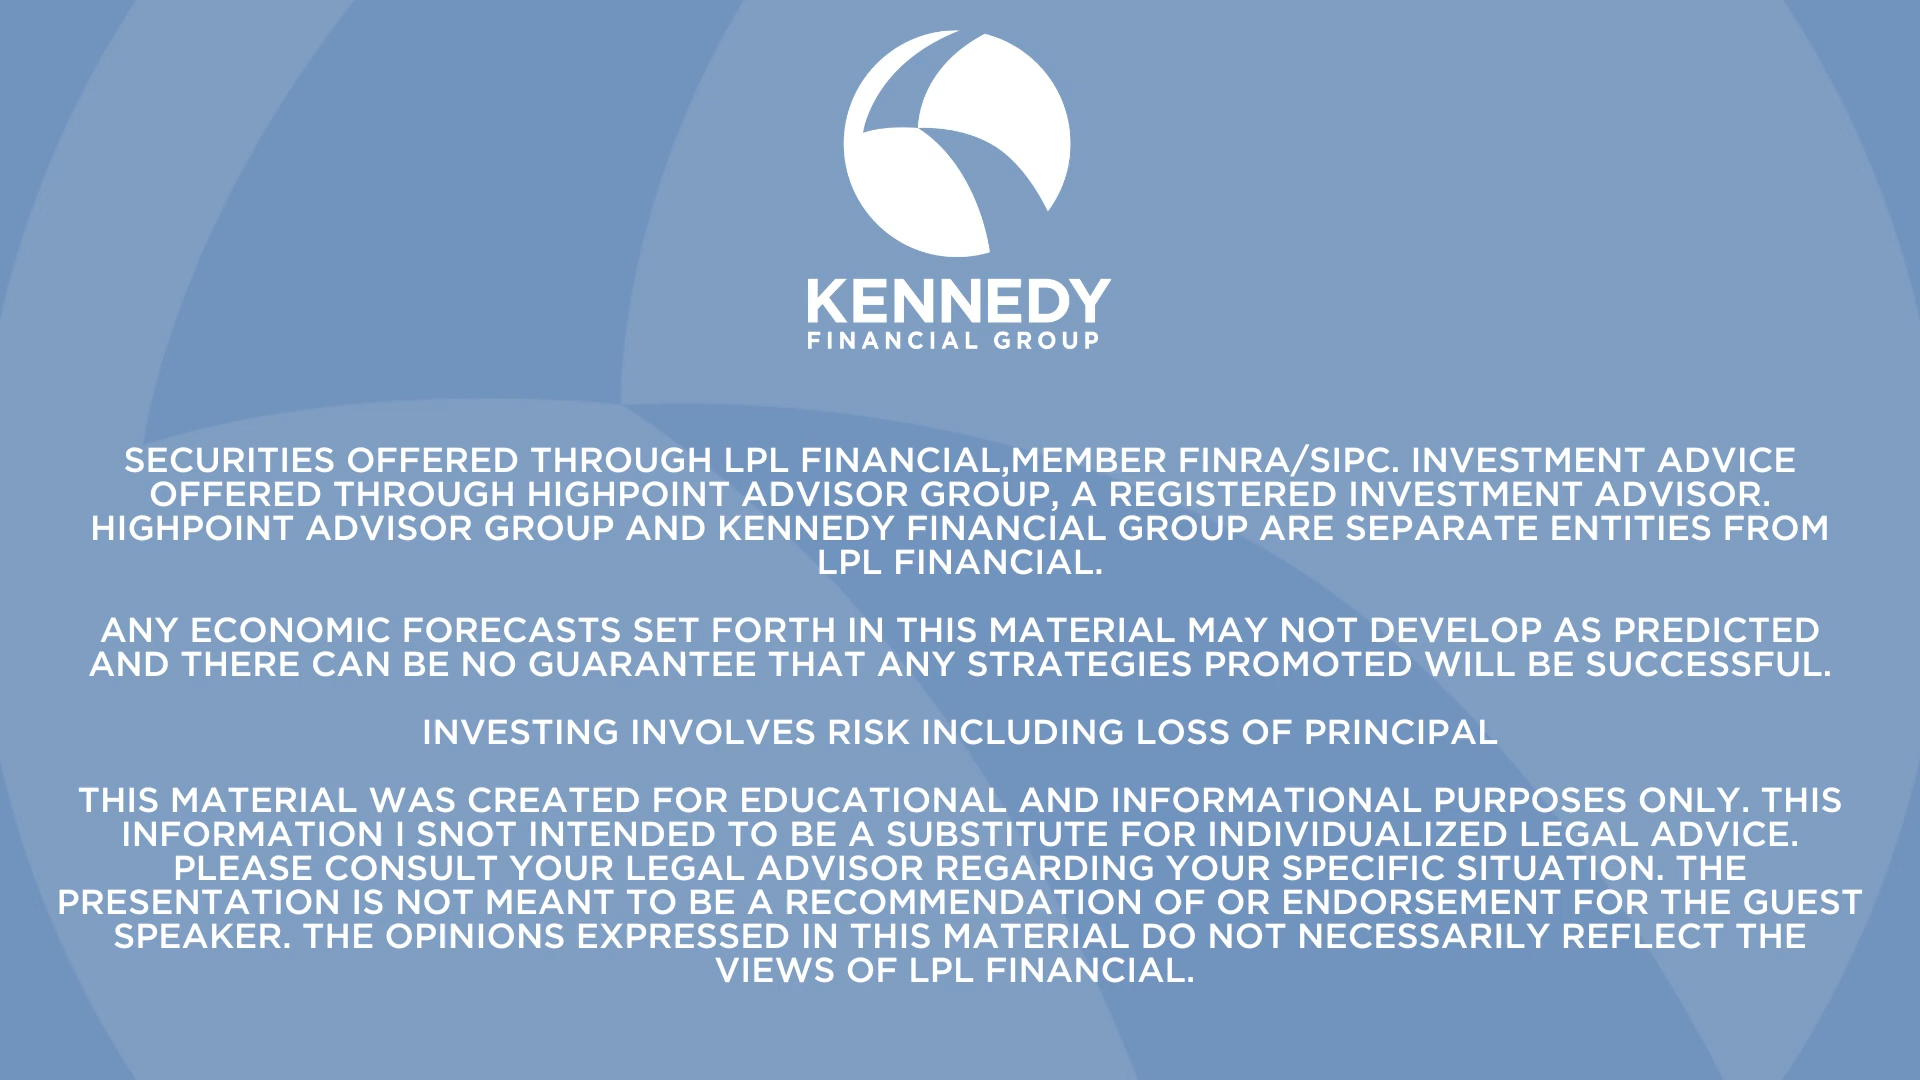 KENNEDY
FINANCIAL GROUP
SECURITIES OFFERED THROUGH LPL FINANCIAL,MEMBER FINRA/SIPC. INVESTMENT ADVICE
OFFERED THROUGH HIGHPOINT ADVISOR GROUP, A REGISTERED INVESTMENT ADVISOR.
HIGHPOINT ADVISOR GROUP AND KENNEDY FINANCIAL GROUP ARE SEPARATE ENTITIES FROM
LPL FINANCIAL.
ANY ECONOMIC FORECASTS SET FORTH IN THIS MATERIAL MAY NOT DEVELOP AS PREDICTED
AND THERE CAN BE NO GUARANTEE THAT ANY STRATEGIES PROMOTED WILL BE SUCCESSFUL.
INVESTING INVOLVES RISK INCLUDING LOSS OF PRINCIPAL
THIS MATERIAL WAS CREATED FOR EDUCATIONAL AND INFORMATIONAL PURPOSES ONLY. THIS
INFORMATION I SNOT INTENDED TO BE A SUBSTITUTE FOR INDIVIDUALIZED LEGAL ADVICE.
PLEASE CONSULT YOUR LEGAL ADVISOR REGARDING YOUR SPECIFIC SITUATION. THE
PRESENTATION IS NOT MEANT TO BE A RECOMMENDATION OF OR ENDORSEMENT FOR THE GUEST
SPEAKER. THE OPINIONS EXPRESSED IN THIS MATERIAL DO NOT NECESSARILY REFLECT THE
VIEWS OF LPL FINANCIAL.